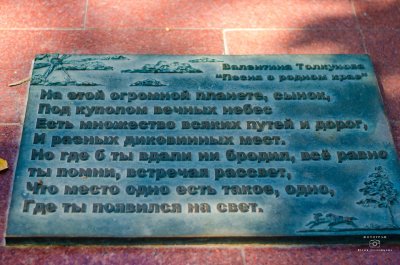 Валентина Толкунова
"Песня о родном крае"
На этой огромной планете, сынок,
Под куполом вечных небес
Есть множество всяких путей и дорог,
И разных диковинных мест.
Но где б ты вдали ни бродил, всё равно
ты помни, встречая рассвет,
Что место одно есть такое, одно,
Где ты появился на свет.